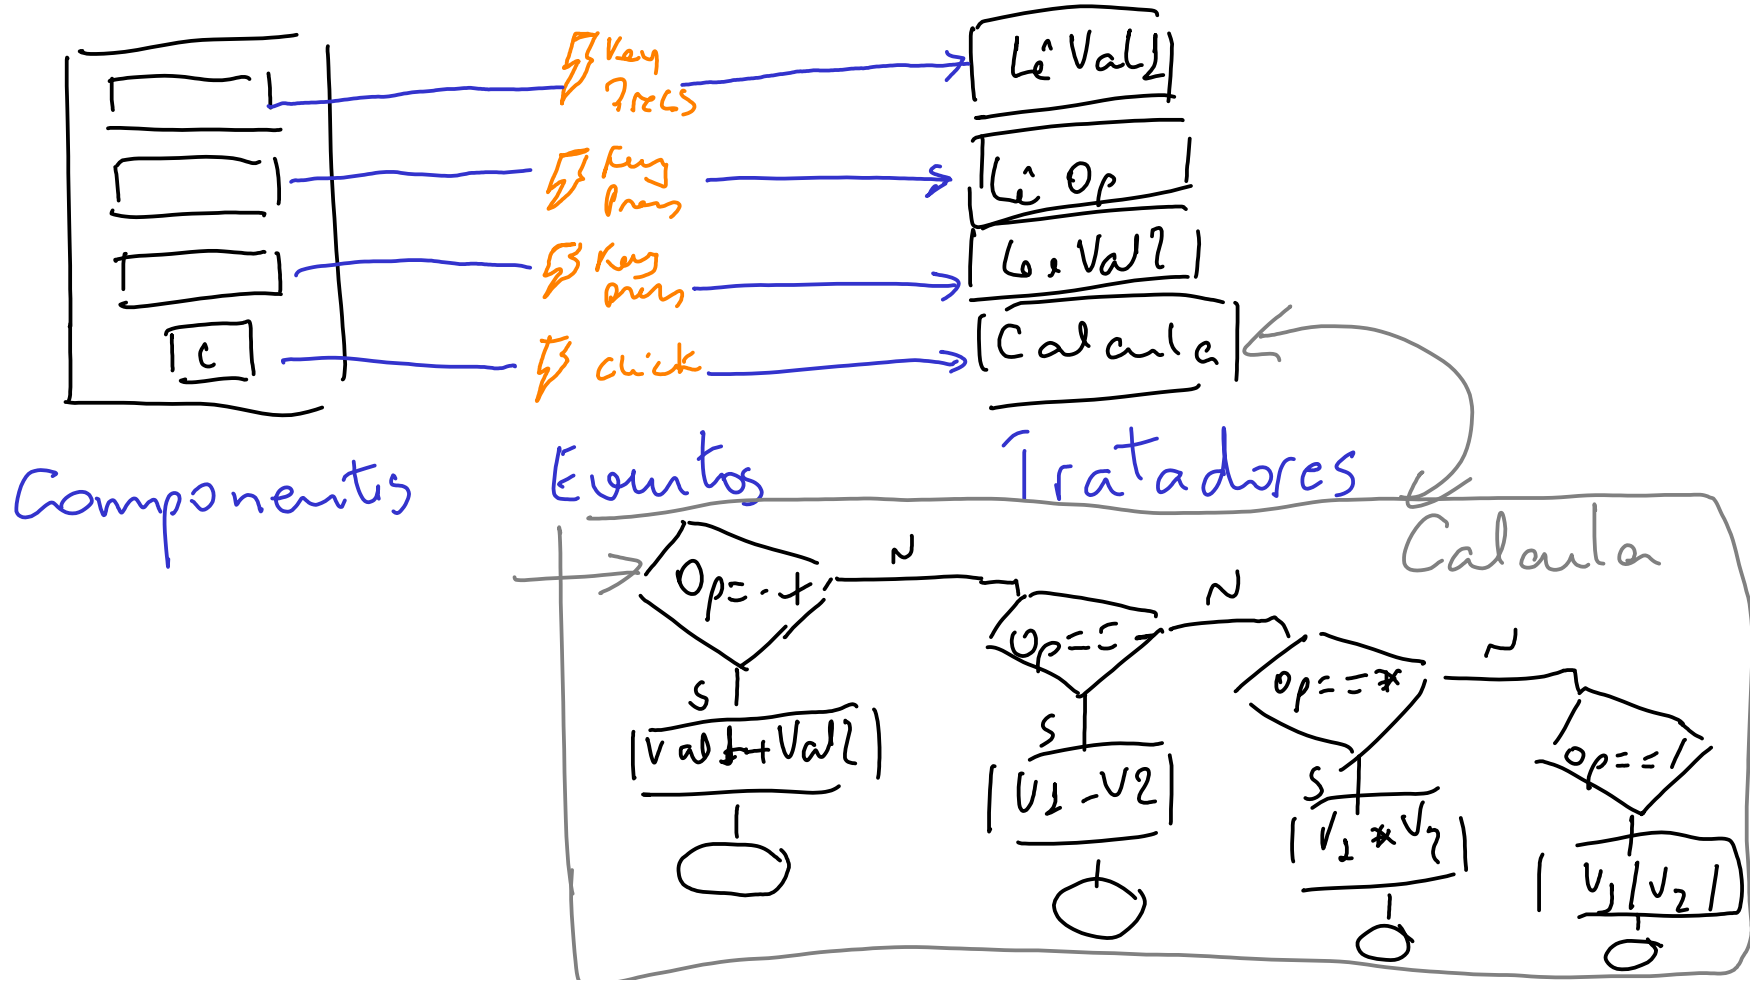 Key
Press
Lê Val1
Key
Press
Lê Op
Key
press
Lê Val2
C
click
Calcula
Components
Eventos
Tratadores
Calcula
Op==+
N
S
Val1+Val2
Op==-
N
S
V1-V2
Op==*
N
S
V1*V2
Op==/
V1/V2